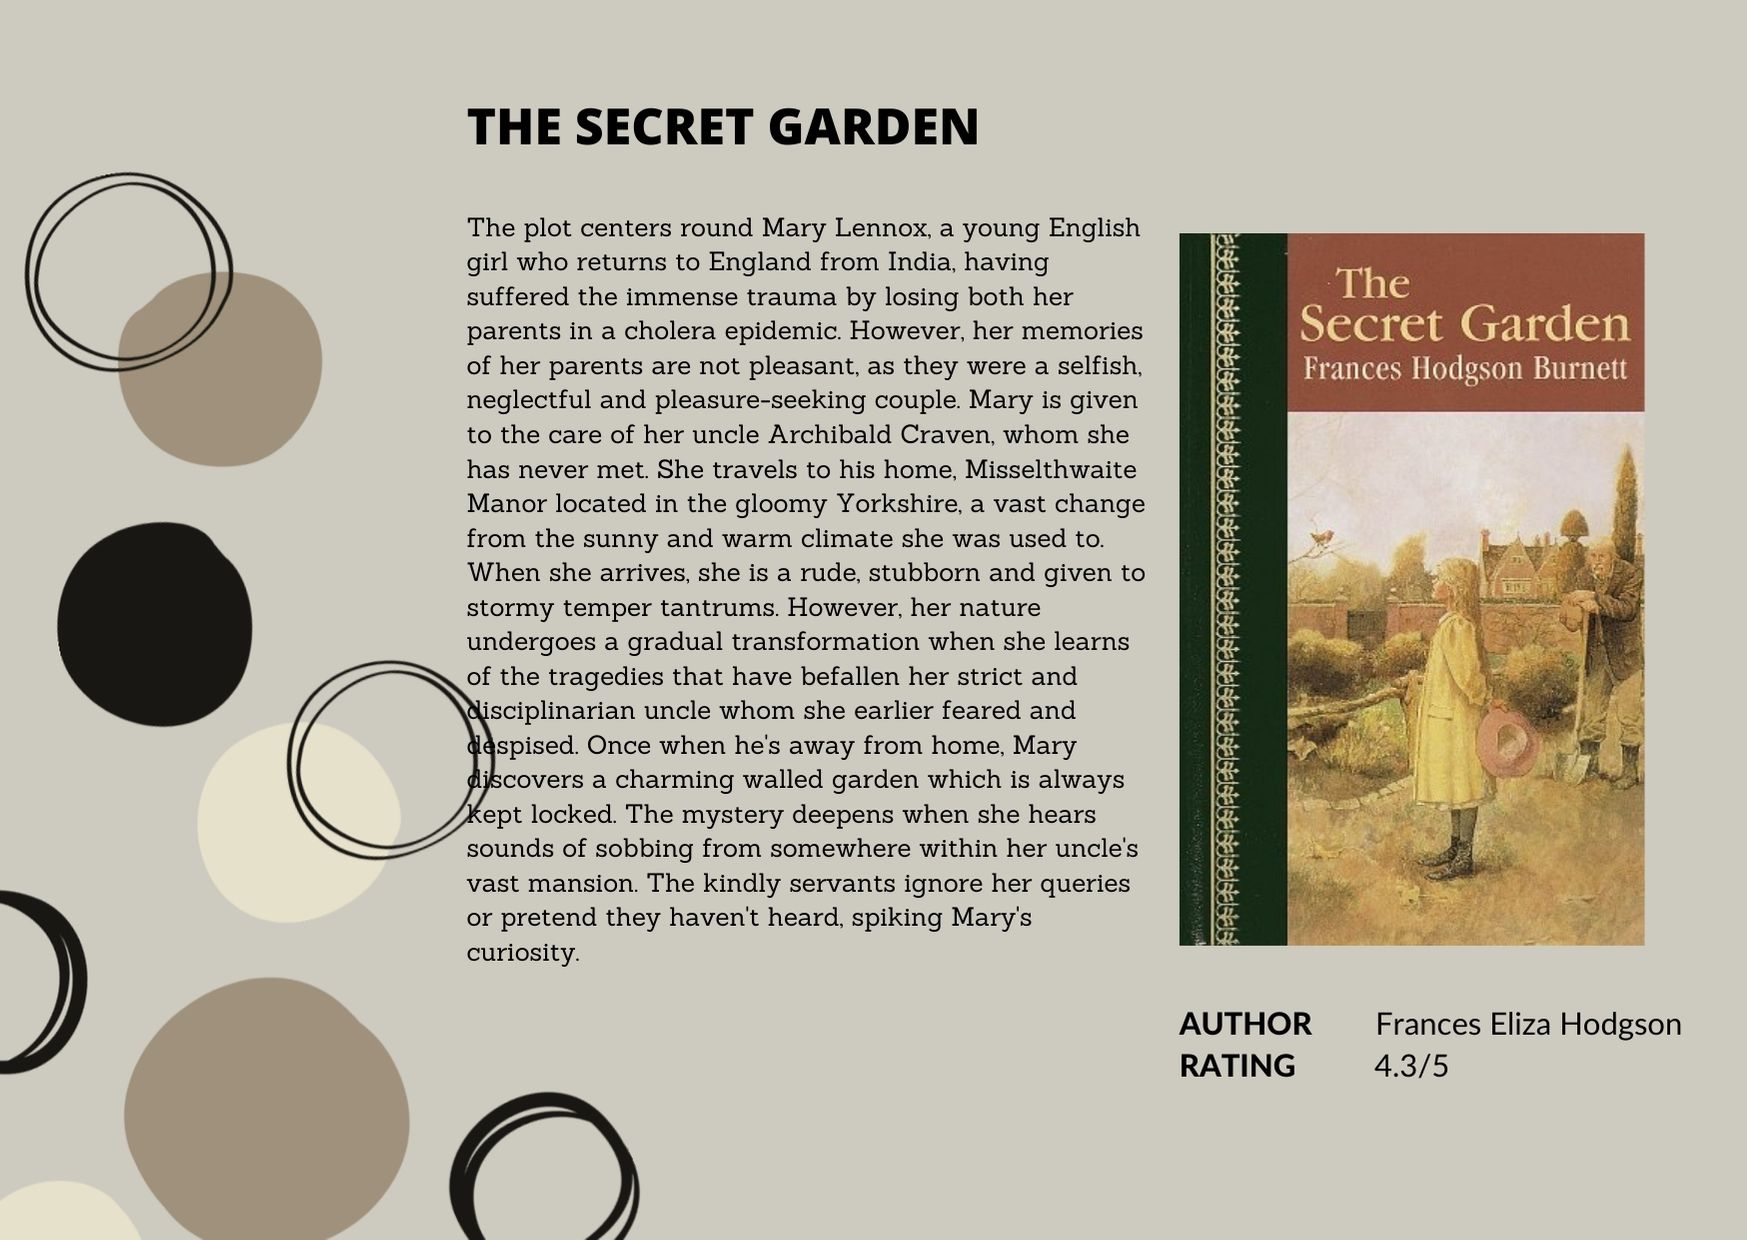 THE SECRET GARDEN
The plot centers round Mary Lennox, a young English
girl who returns to England from India, having
suffered the immense trauma by losing both her
parents in a cholera epidemic. However, her memories
of her parents are not pleasant, as they were a selfish,
neglectful and pleasure-seeking couple. Mary is given
to the care of her uncle Archibald Craven, whom she
has never met. She travels to his home, Misselthwaite
Manor located in the gloomy Yorkshire, a vast change
from the sunny and warm climate she was used to.
When she arrives, she is a rude, stubborn and given to
stormy temper tantrums. However, her nature
undergoes a gradual transformation when she learns
of the tragedies that have befallen her strict and
disciplinarian uncle whom she earlier feared and
despised. Once when he's away from home, Mary
discovers a charming walled garden which is always
kept locked. The mystery deepens when she hears
sounds of sobbing from somewhere within her uncle's
vast mansion. The kindly servants ignore her queries
or pretend they haven't heard, spiking Mary's
curiosity.
The
Secret Garden
Frances Hodgson Burnett
AUTHOR Frances Eliza Hodgson
RATING 4.3/5